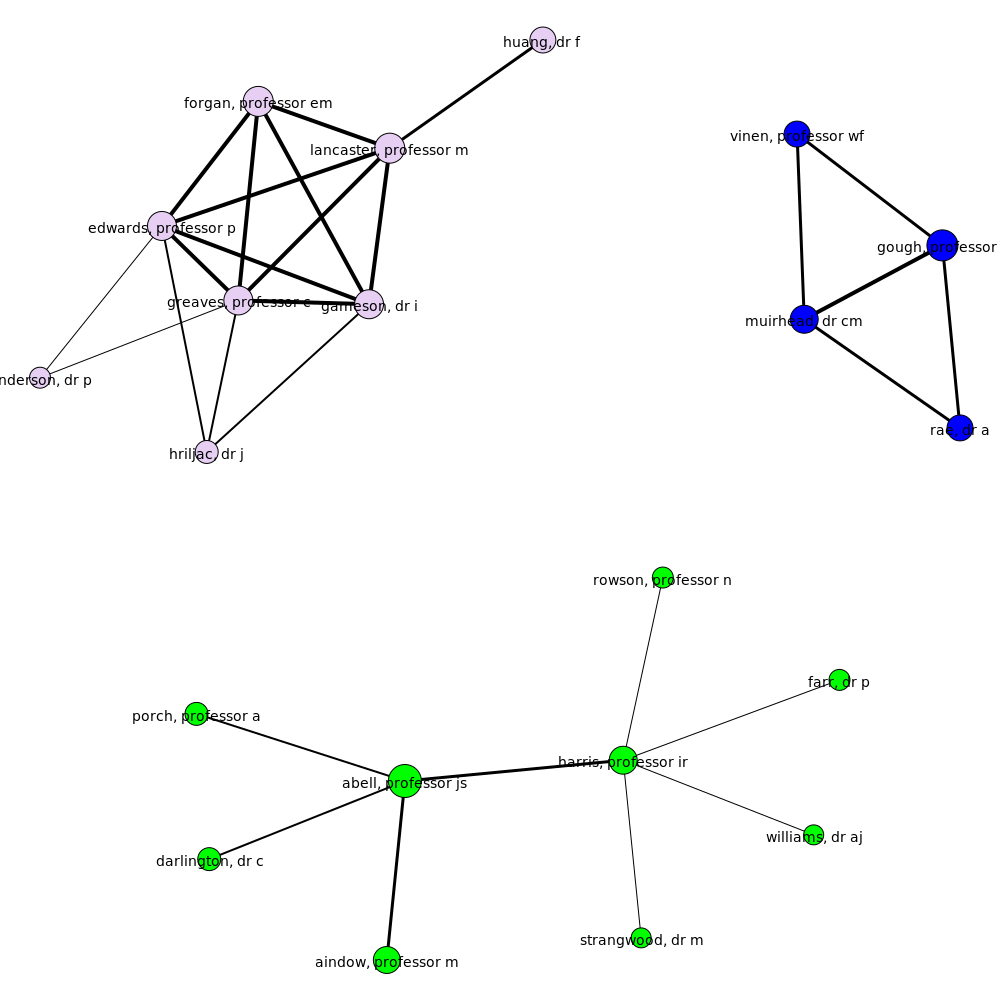 huang, dr f
forgan, professor em
lancaster, professor m
vinen, professor wf
edwards, professor p
gough, professor
greaves, professor c
gameson, dr i
muirhead, dr cm
nderson, dr p
rae, dr a
hriljac, dr j
rowson, professor n
farr, dr p
porch, professor a
harris, professor ir
abell, professor js
williams, dr aj
darlington, dr c
strangwood, dr m
aindow, professor m